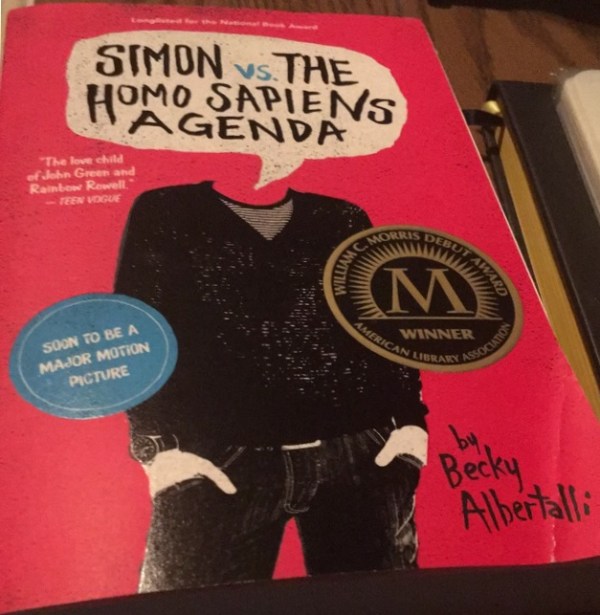 Longlisted for the National Book Award
SIMON VS. THE
HOMO SAPIENS
AGENDA
"The love child
of John Green and
Rainbow Rowell."
— TEEN VOGUE
WILLIAM C. MORRIS DEBUT AWARD
M
WINNER
AMERICAN LIBRARY ASSOCIATION
SOON TO BE A
MAJOR MOTION
PICTURE
by
Becky
Albertalli